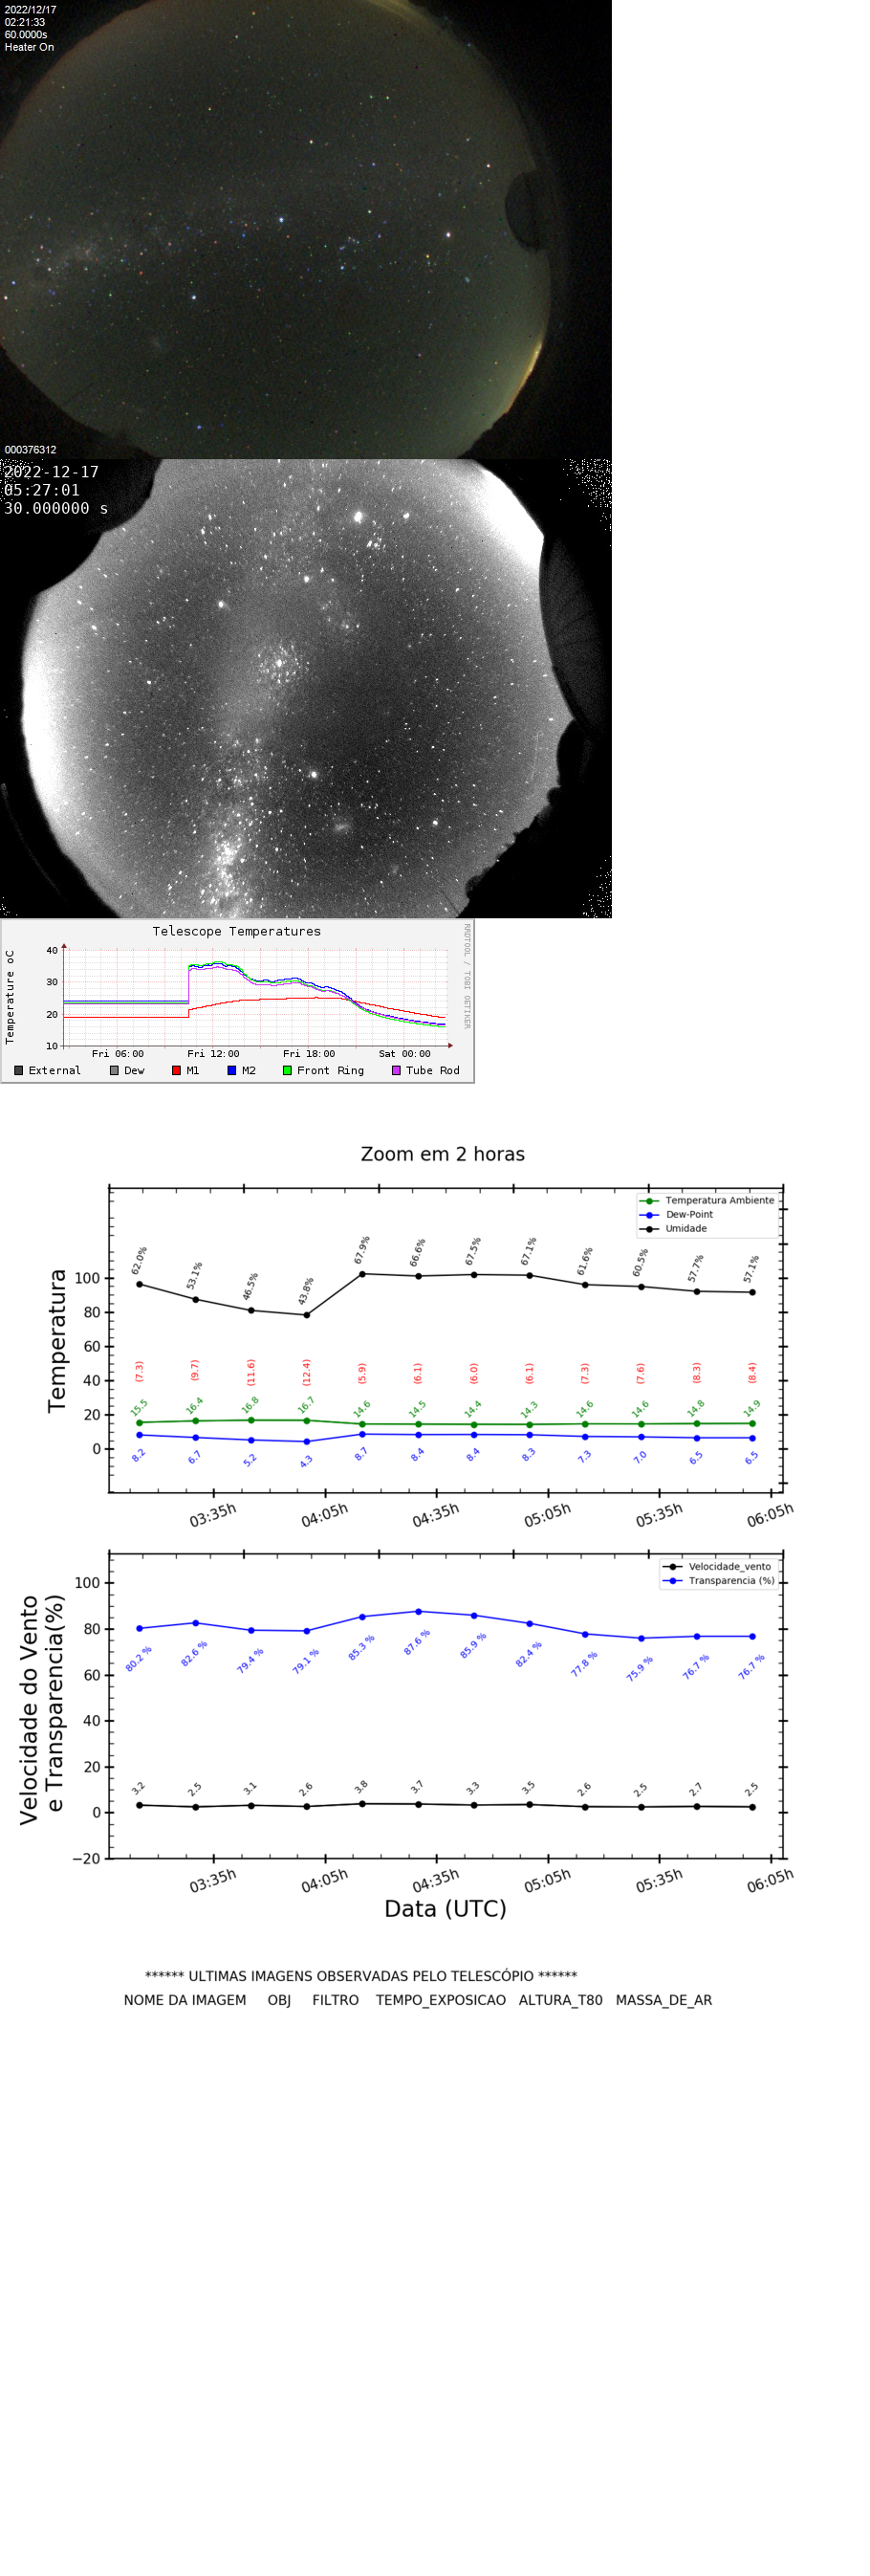 2022/12/17
02:21:33
60.0000s
Heater On
000376312
2022-12-17
05:27:01
30.000000 s
Telescope Temperatures
RRDTOOL / TOBI OETIKER
Temperature oC
40
30
20
10
Fri 06:00 Fri 12:00 Fri 18:00 Sat 00:00
External Dew M1 M2 Front Ring Tube Rod
Zoom em 2 horas
Temperatura Ambiente
Dew-Point
Umidade
Temperatura
100
80
60
40
20
0
62.0% 53.1% 46.5% 43.8% 67.9% 66.6% 67.5% 67.1% 61.6% 60.5% 57.7% 57.1%
(7.3) (9.7) (11.6) (12.4) (5.9) (6.1) (6.0) (6.1) (7.3) (7.6) (8.3) (8.4)
15.5 16.4 16.8 16.7 14.6 14.5 14.4 14.3 14.6 14.6 14.8 14.9
8.2 6.7 5.2 4.3 8.7 8.4 8.4 8.3 7.3 7.0 6.5 6.5
03:35h 04:05h 04:35h 05:05h 05:35h 06:05h
Velocidade_vento
Transparencia (%)
Velocidade do Vento
e Transparencia(%)
100
80
60
40
20
0
−20
80.2 % 82.6 % 79.4 % 79.1 % 85.3 % 87.6 % 85.9 % 82.4 % 77.8 % 75.9 % 76.7 % 76.7 %
3.2 2.5 3.1 2.6 3.8 3.7 3.3 3.5 2.6 2.5 2.7 2.5
03:35h 04:05h 04:35h 05:05h 05:35h 06:05h
Data (UTC)
****** ULTIMAS IMAGENS OBSERVADAS PELO TELESCÓPIO ******
NOME DA IMAGEM OBJ FILTRO TEMPO_EXPOSICAO ALTURA_T80 MASSA_DE_AR